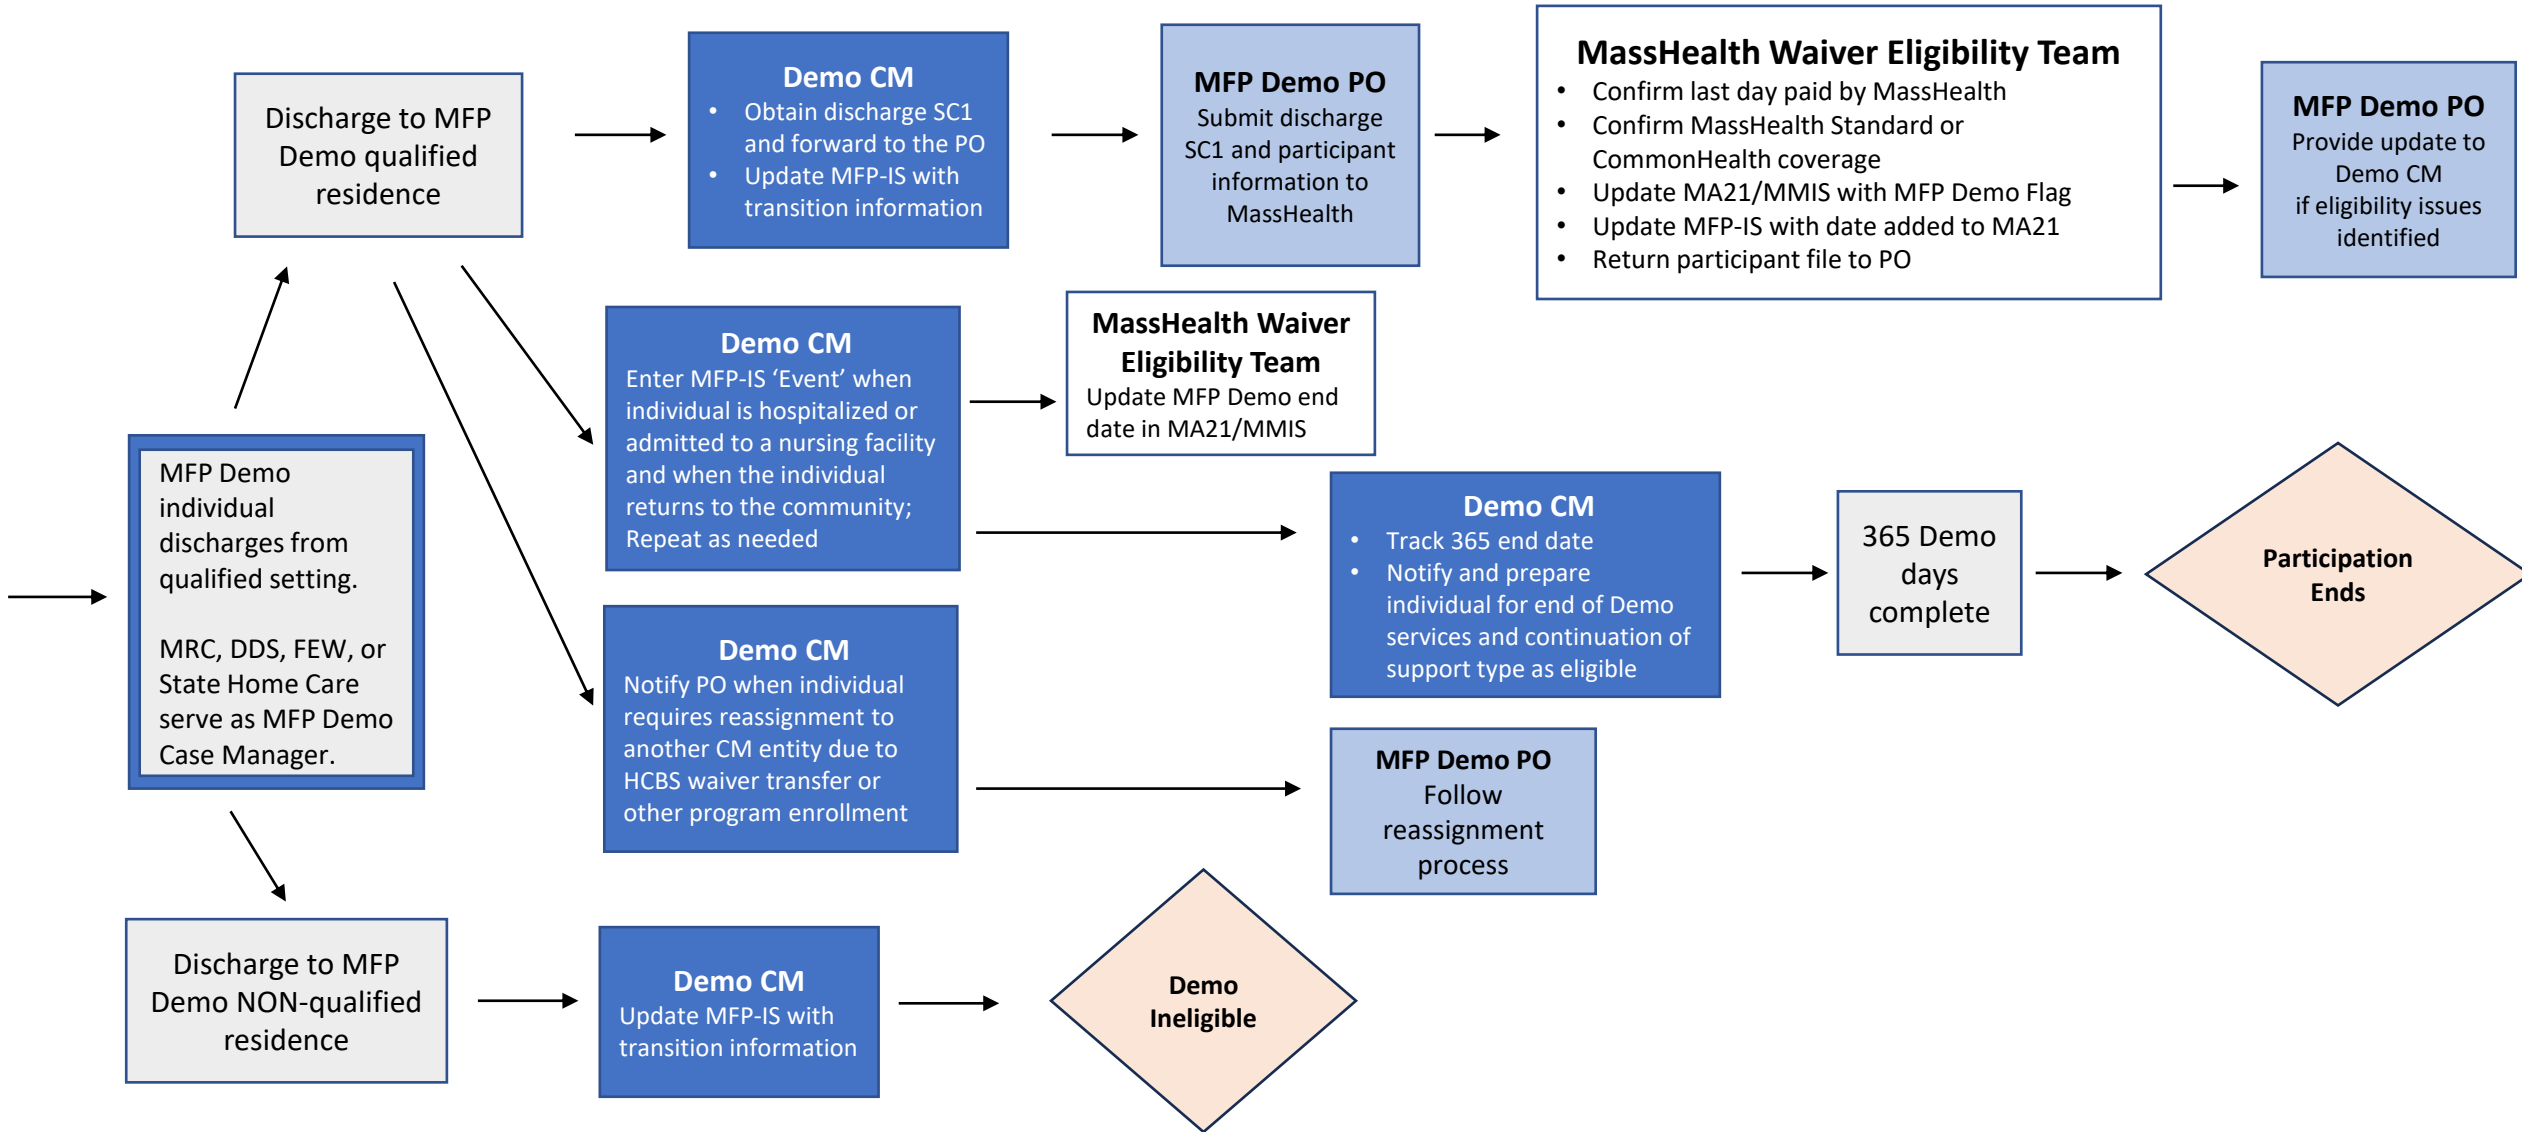 Discharge to MFP
Demo qualified
residence
Demo CM
• Obtain discharge SC1
and forward to the PO
• Update MFP-IS with
transition information
MFP Demo PO
Submit discharge
SC1 and participant
information to
MassHealth
MassHealth Waiver Eligibility Team
• Confirm last day paid by MassHealth
• Confirm MassHealth Standard or
CommonHealth coverage
• Update MA21/MMIS with MFP Demo Flag
• Update MFP-IS with date added to MA21
• Return participant file to PO
MFP Demo PO
Provide update to
Demo CM
if eligibility issues
identified
Demo CM
Enter MFP-IS ‘Event’ when
individual is hospitalized or
admitted to a nursing facility
and when the individual
returns to the community;
Repeat as needed
MassHealth Waiver
Eligibility Team
Update MFP Demo end
date in MA21/MMIS
MFP Demo
individual
discharges from
qualified setting.
MRC, DDS, FEW, or
State Home Care
serve as MFP Demo
Case Manager.
Demo CM
• Track 365 end date
• Notify and prepare
individual for end of Demo
services and continuation of
support type as eligible
365 Demo
days
complete
Participation
Ends
Demo CM
Notify PO when individual
requires reassignment to
another CM entity due to
HCBS waiver transfer or
other program enrollment
MFP Demo PO
Follow
reassignment
process
Discharge to MFP
Demo NON-qualified
residence
Demo CM
Update MFP-IS with
transition information
Demo
Ineligible